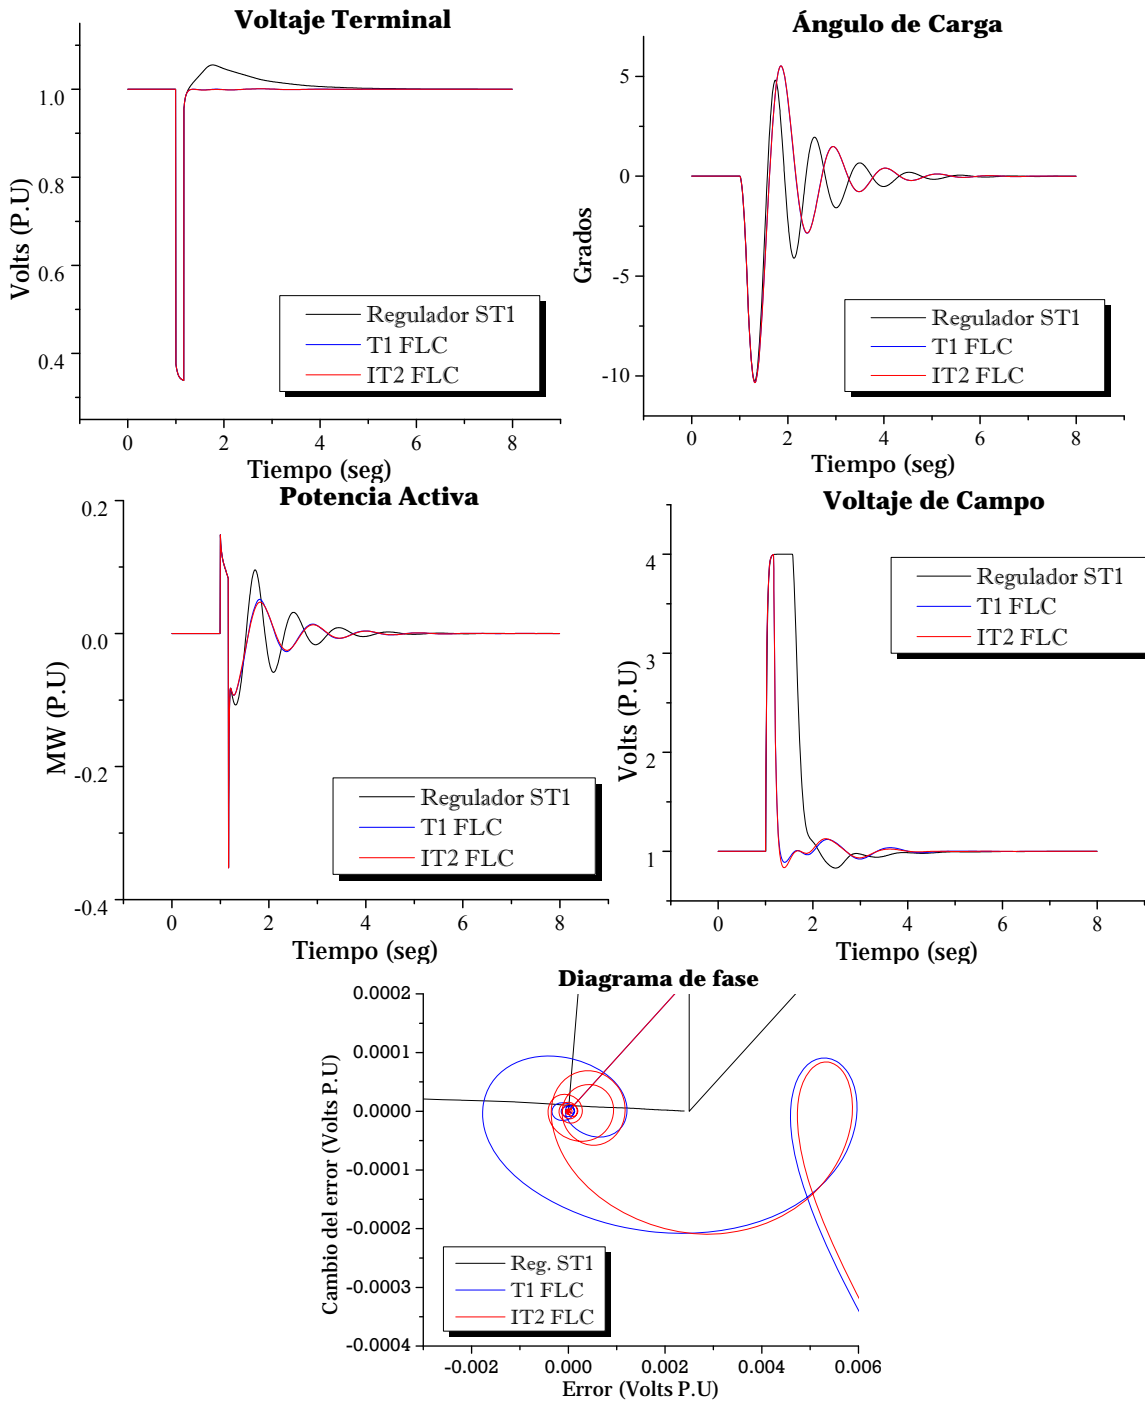 Voltaje Terminal
1.0
0.8
0.6
0.4
Volts (P.U)
Regulador ST1
T1 FLC
IT2 FLC
0 2 4 6 8
Tiempo (seg)
Ángulo de Carga
5
0
-5
-10
Grados
Regulador ST1
T1 FLC
IT2 FLC
0 2 4 6 8
Tiempo (seg)
Potencia Activa
0.2
0.0
-0.2
-0.4
MW (P.U)
Regulador ST1
T1 FLC
IT2 FLC
0 2 4 6 8
Tiempo (seg)
Voltaje de Campo
4
3
2
1
Volts (P.U)
Regulador ST1
T1 FLC
IT2 FLC
0 2 4 6 8
Tiempo (seg)
Diagrama de fase
0.0002
0.0001
0.0000
-0.0001
-0.0002
-0.0003
-0.0004
Cambio del error (Volts P.U)
Reg. ST1
T1 FLC
IT2 FLC
-0.002 0.000 0.002 0.004 0.006
Error (Volts P.U)